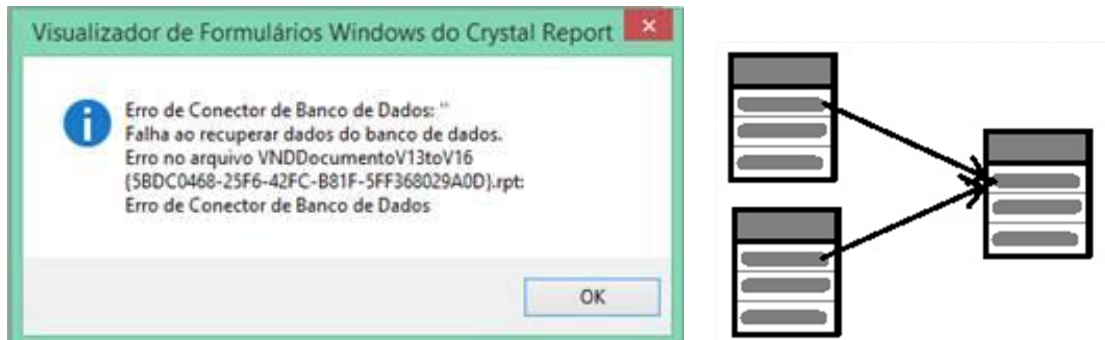 Visualizador de Formulários Windows do Crystal Report
Erro de Conector de Banco de Dados: ''
Falha ao recuperar dados do banco de dados.
Erro no arquivo VNDDocumentoV13toV16
{5BDC0468-25F6-42FC-B81F-5FF368029A0D}.rpt:
Erro de Conector de Banco de Dados
OK